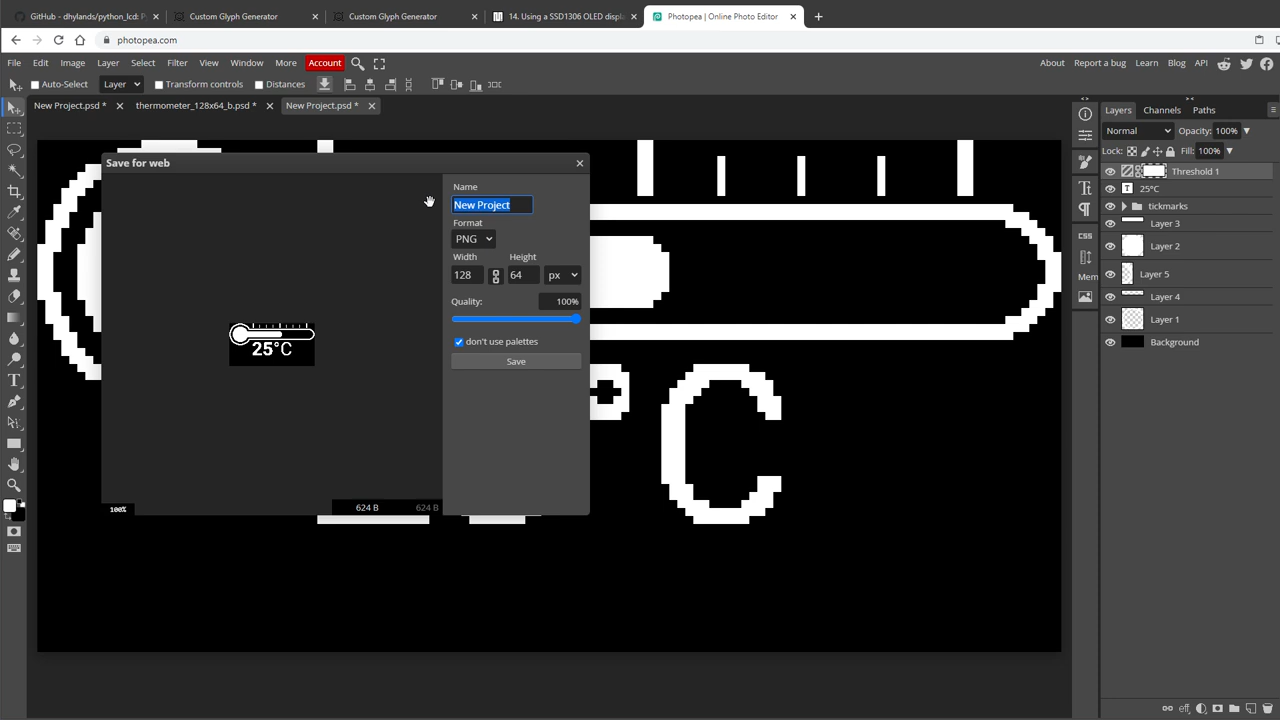 GitHub - dhylands/python_lcd: P
Custom Glyph Generator
Custom Glyph Generator
14. Using a SSD1306 OLED displ
Photopea | Online Photo Editor
photopea.com
File Edit Image Layer Select Filter View Window More Account
About Report a bug Learn Blog API
Auto-Select Layer Transform controls Distances
New Project.psd * thermometer_128x64_b.psd * New Project.psd *
Layers Channels Paths
Normal Opacity: 100%
Lock: Fill: 100%
Threshold 1
T 25°C
tickmarks
Layer 3
Layer 2
Layer 5
Layer 4
Layer 1
Background
CSS
Mem
Save for web
Name
New Project
Format
PNG
Width Height
128 64 px
Quality: 100%
don't use palettes
Save
25°C
100% 624 B 624 B
°C